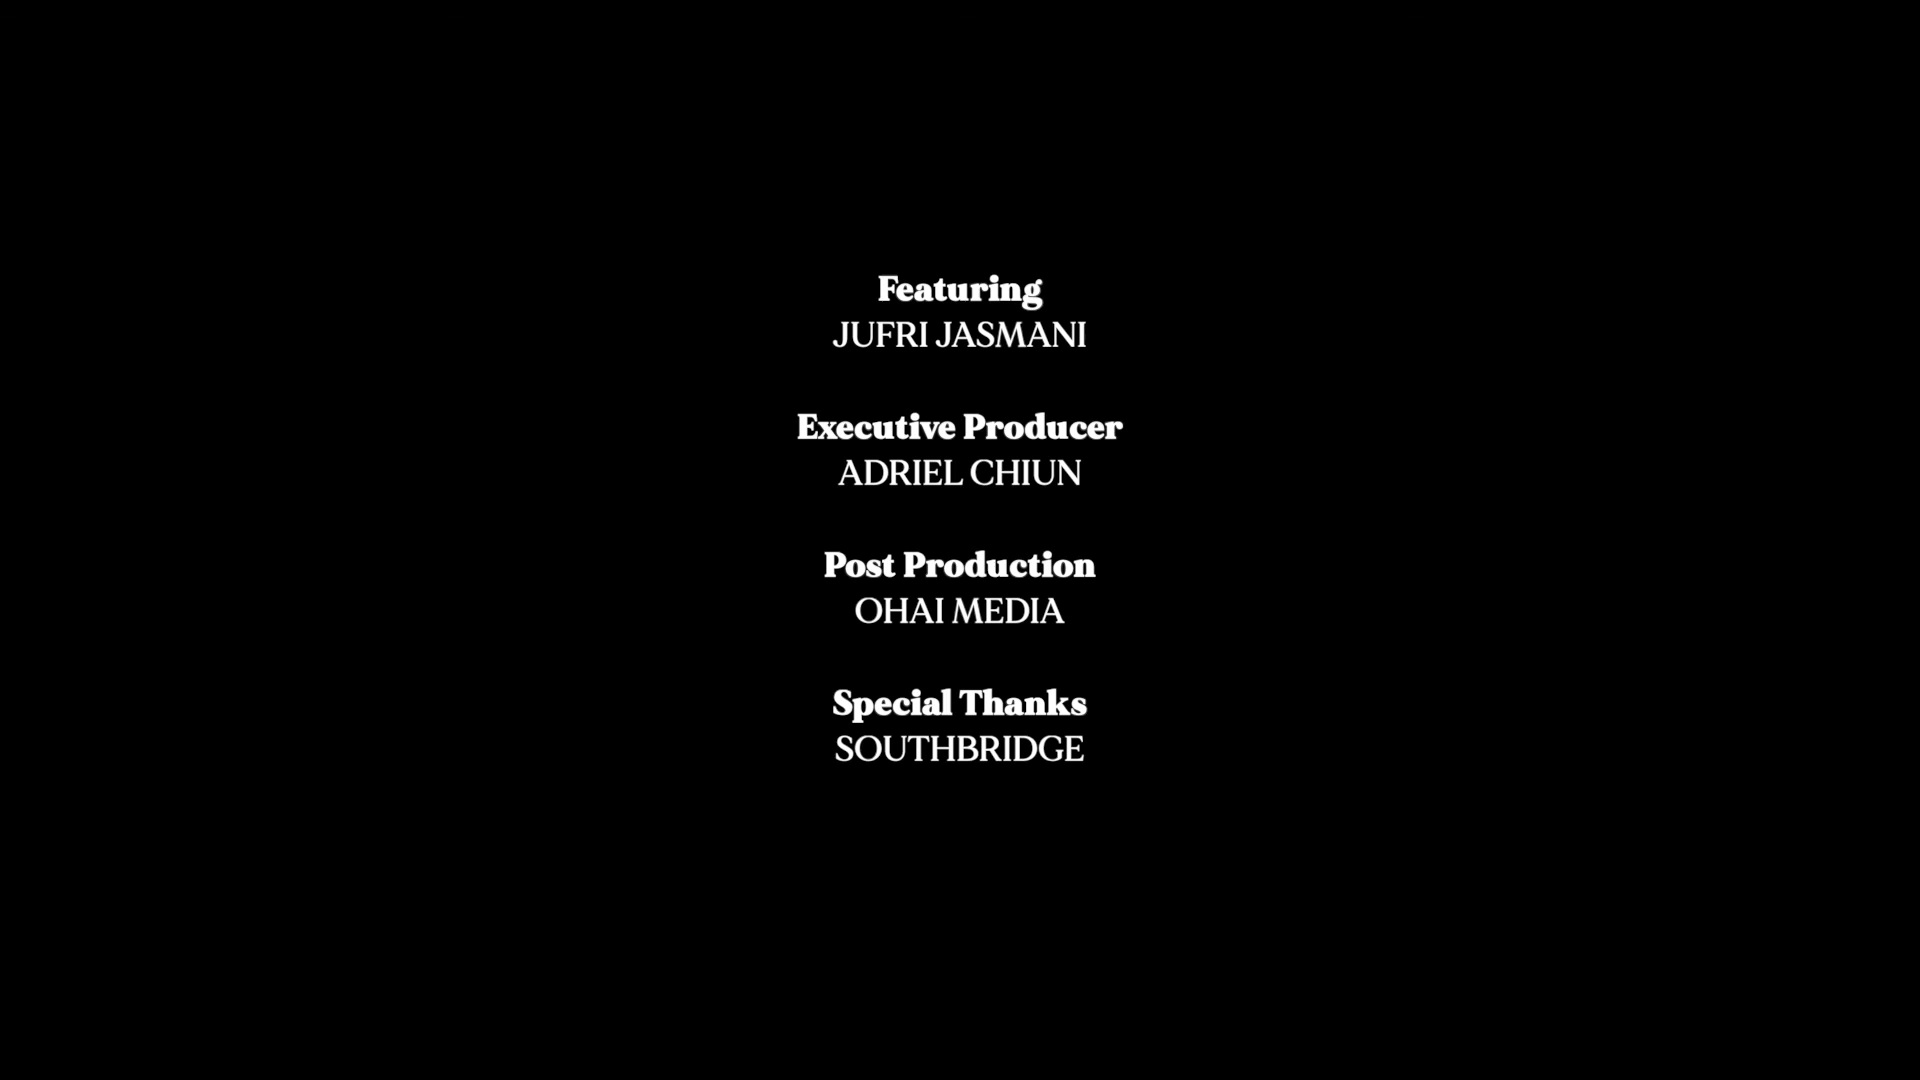 Featuring
JUFRI JASMANI
Executive Producer
ADRIEL CHIUN
Post Production
OHAI MEDIA
Special Thanks
SOUTHBRIDGE